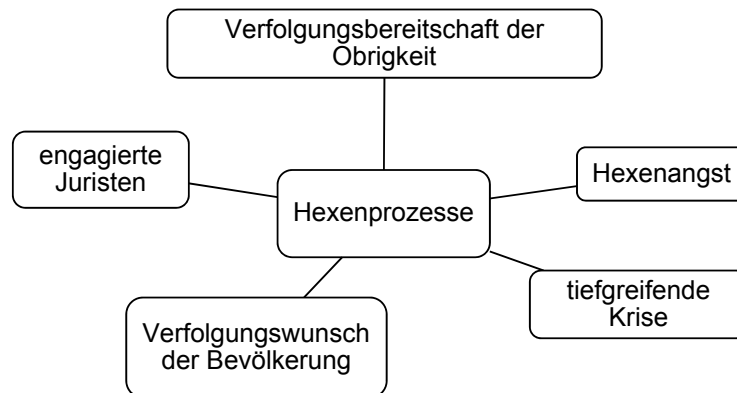 Verfolgungsbereitschaft der
Obrigkeit
engagierte
Juristen
Hexenangst
Hexenprozesse
tiefgreifende
Krise
Verfolgungswunsch
der Bevölkerung